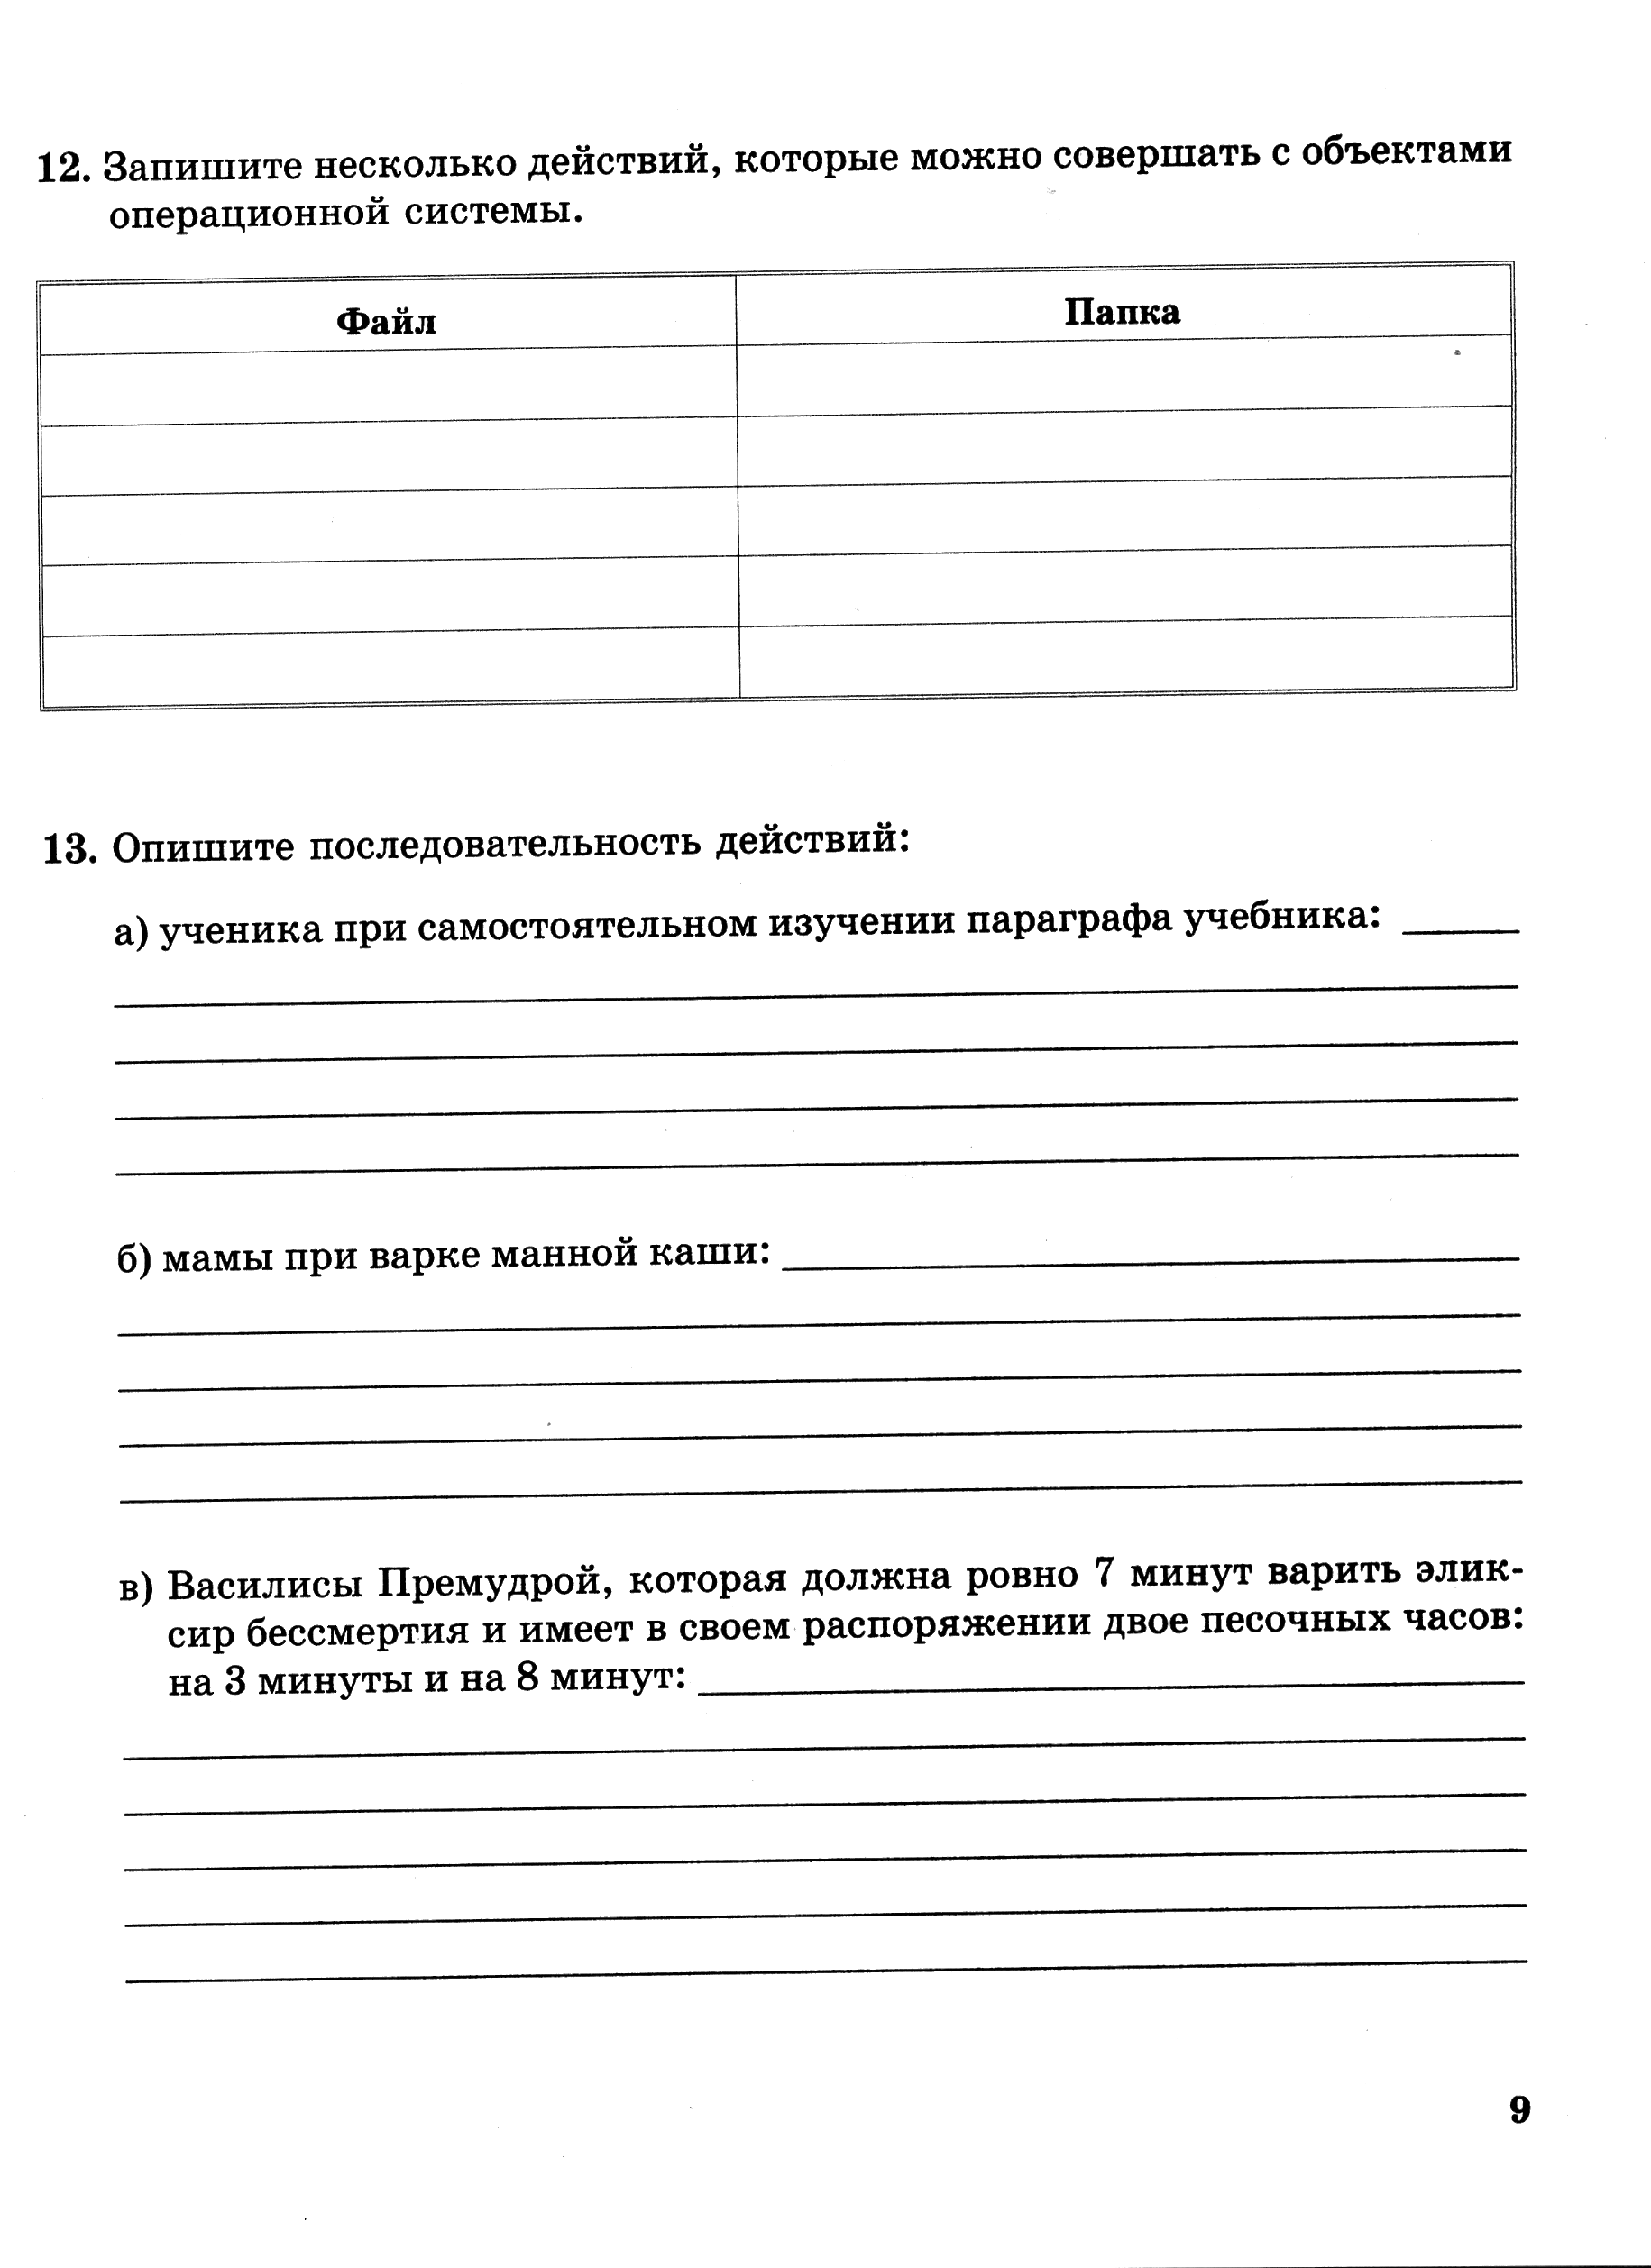 12. Запишите несколько действий, которые можно совершать с объектами
операционной системы.
Файл
Папка
13. Опишите последовательность действий:
а) ученика при самостоятельном изучении параграфа учебника:
б) мамы при варке манной каши:
в) Василисы Премудрой, которая должна ровно 7 минут варить элик-
сир бессмертия и имеет в своем распоряжении двое песочных часов:
на 3 минуты и на 8 минут:
9